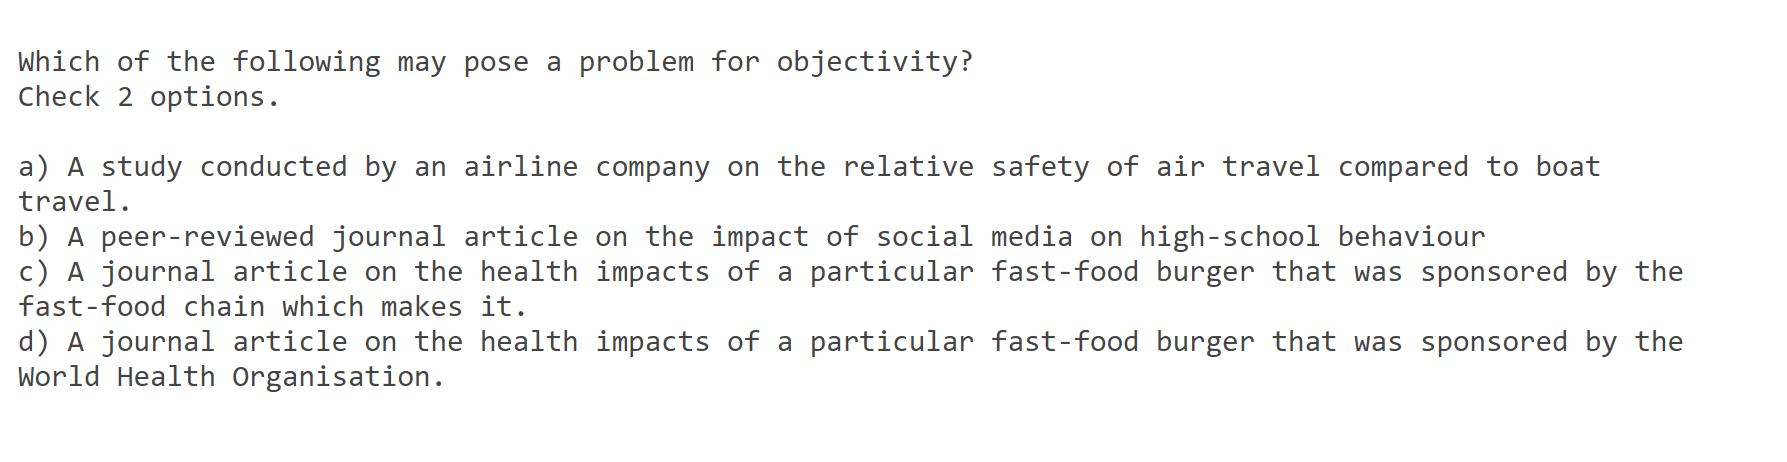 Which of the following may pose a problem for objectivity?
Check 2 options.
a) A study conducted by an airline company on the relative safety of air travel compared to boat
travel.
b) A peer-reviewed journal article on the impact of social media on high-school behaviour
c) A journal article on the health impacts of a particular fast-food burger that was sponsored by the
fast-food chain which makes it.
d) A journal article on the health impacts of a particular fast-food burger that was sponsored by the
World Health Organisation.